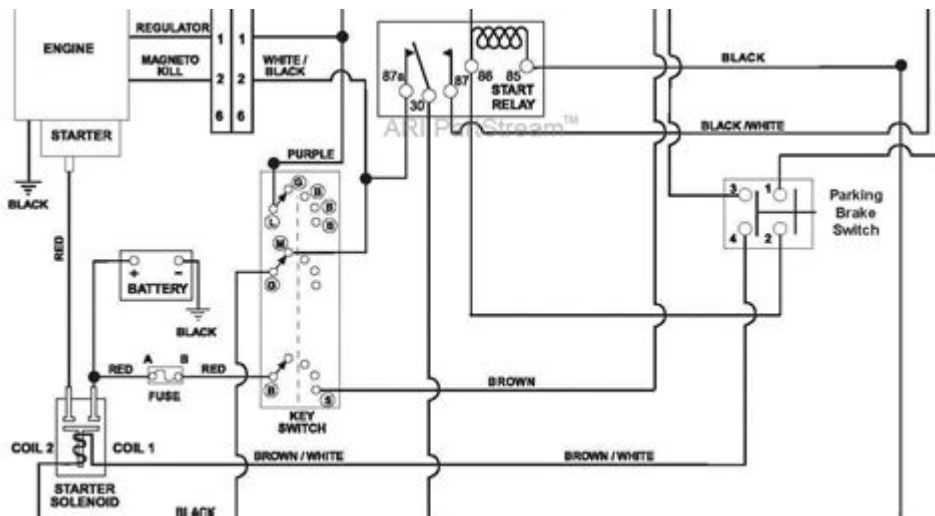 REGULATOR
ENGINE
MAGNETO
KILL
1 1
2 2
6 6
WHITE /
BLACK
87a
30
87
86
85
START
RELAY
BLACK
ARI PartStream™
BLACK /WHITE
STARTER
PURPLE
BLACK
RED
G
B
B
B
L
M
G
B
S
3
1
4
2
Parking
Brake
Switch
+
-
BATTERY
BLACK
RED
A
B
RED
FUSE
BROWN
KEY
SWITCH
COIL 2
COIL 1
BROWN / WHITE
BROWN / WHITE
STARTER
SOLENOID
BLACK